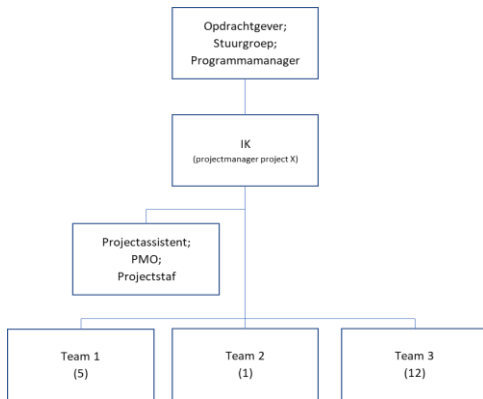 Opdrachtgever;
Stuurgroep;
Programmamanager
IK
(projectmanager project X)
Projectassistent;
PMO;
Projectstaf
Team 1
(5)
Team 2
(1)
Team 3
(12)